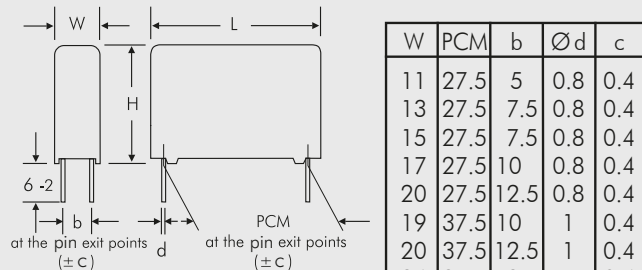 W
L
H
6 -2
b
d
PCM
at the pin exit points
(± c)
at the pin exit points
(± c)
W PCM b Ø d c
11 27.5 5 0.8 0.4
13 27.5 7.5 0.8 0.4
15 27.5 7.5 0.8 0.4
17 27.5 10 0.8 0.4
20 27.5 12.5 0.8 0.4
19 37.5 10 1 0.4
20 37.5 12.5 1 0.4